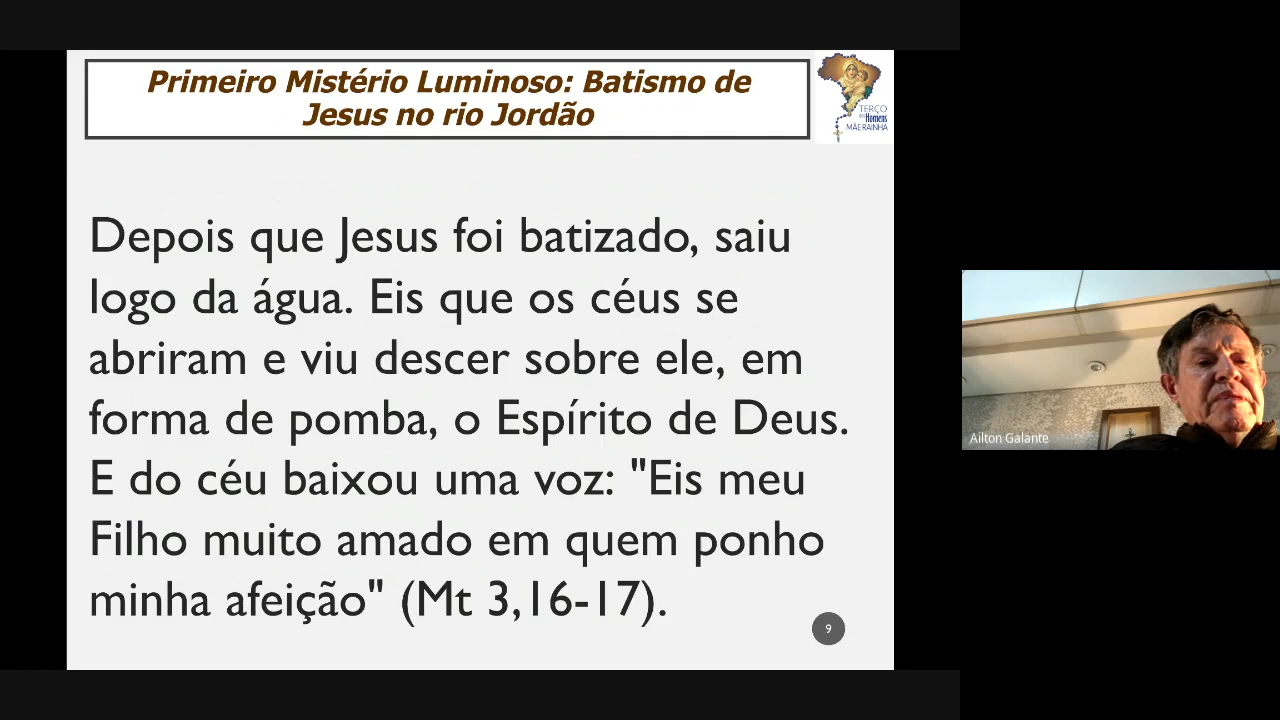 Primeiro Mistério Luminoso: Batismo de
Jesus no rio Jordão
TERÇO
dos Homens
MÃE RAINHA
Depois que Jesus foi batizado, saiu
logo da água. Eis que os céus se
abriram e viu descer sobre ele, em
forma de pomba, o Espírito de Deus.
E do céu baixou uma voz: "Eis meu
Filho muito amado em quem ponho
minha afeição" (Mt 3,16-17).
9
Ailton Galante